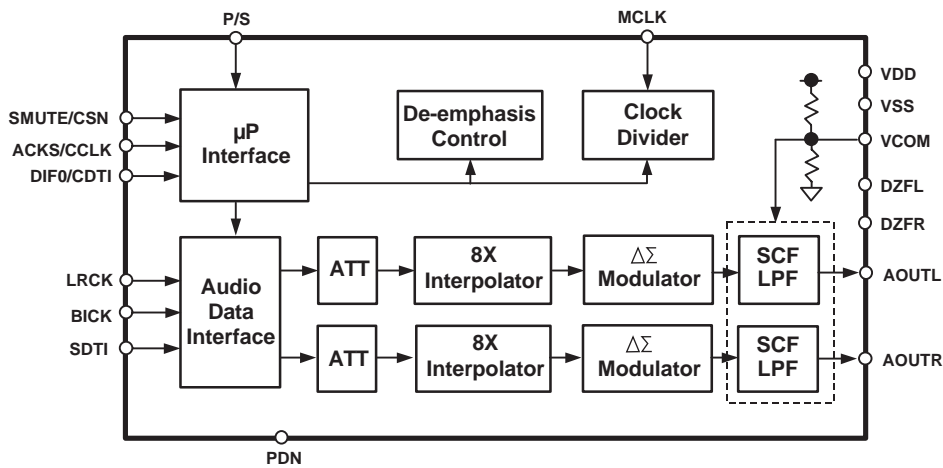 P/S
MCLK
VDD
SMUTE/CSN
ACKS/CCLK
DIF0/CDTI
µP
Interface
De-emphasis
Control
Clock
Divider
VSS
VCOM
DZFL
DZFR
LRCK
BICK
SDTI
Audio
Data
Interface
ATT
8X
Interpolator
ΔΣ
Modulator
SCF
LPF
AOUTL
ATT
8X
Interpolator
ΔΣ
Modulator
SCF
LPF
AOUTR
PDN